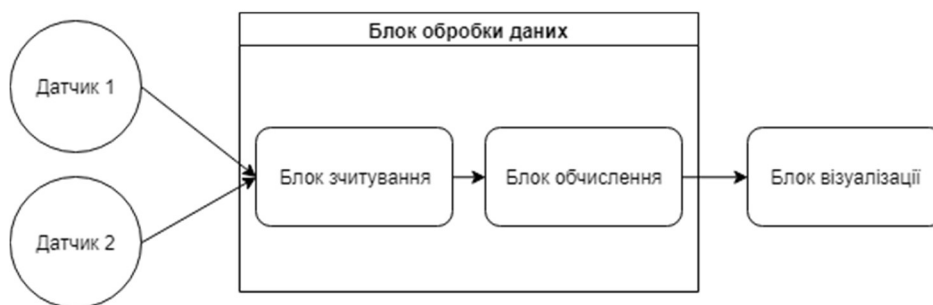 Блок обробки даних
Датчик 1
Датчик 2
Блок зчитування
Блок обчислення
Блок візуалізації